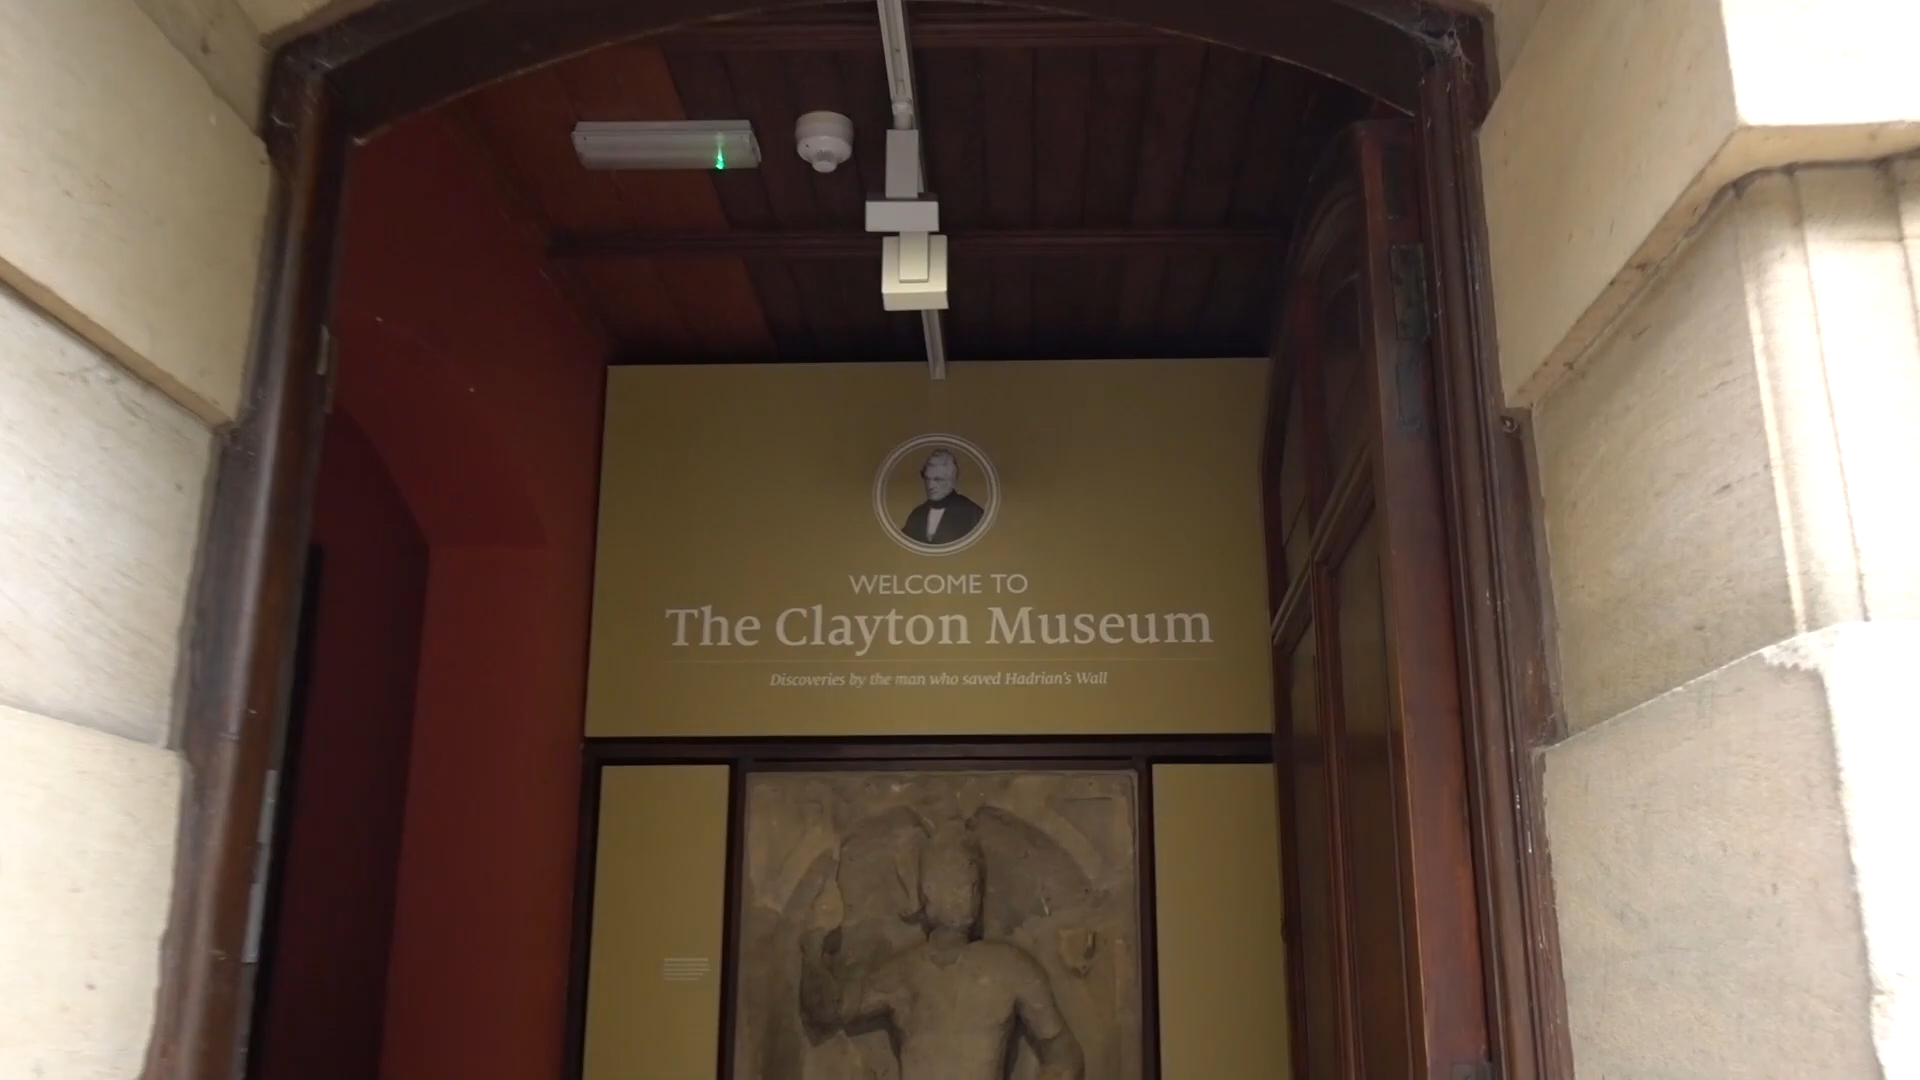 WELCOME TO
The Clayton Museum
Discoveries by the man who saved Hadrian's Wall